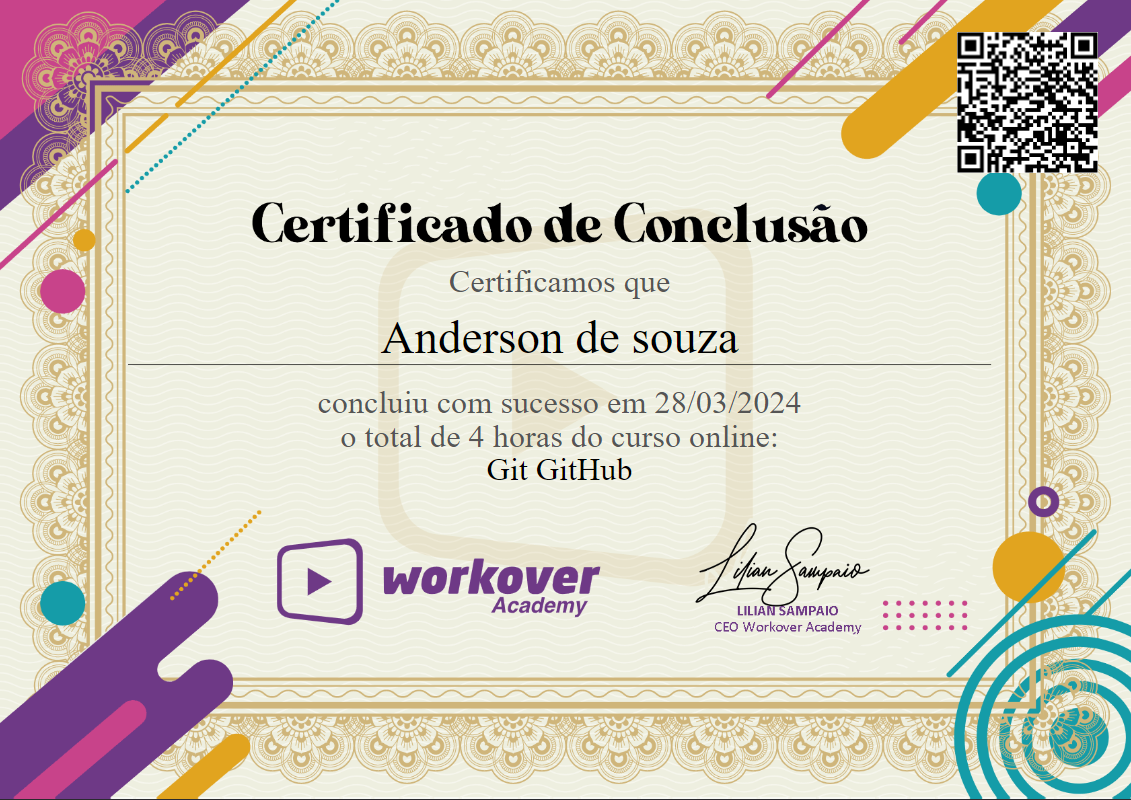 Certificado de Conclusão
Certificamos que
Anderson de souza
concluiu com sucesso em 28/03/2024
o total de 4 horas do curso online:
Git GitHub
workover
Academy
Lilian Sampaio
LILIAN SAMPAIO
CEO Workover Academy